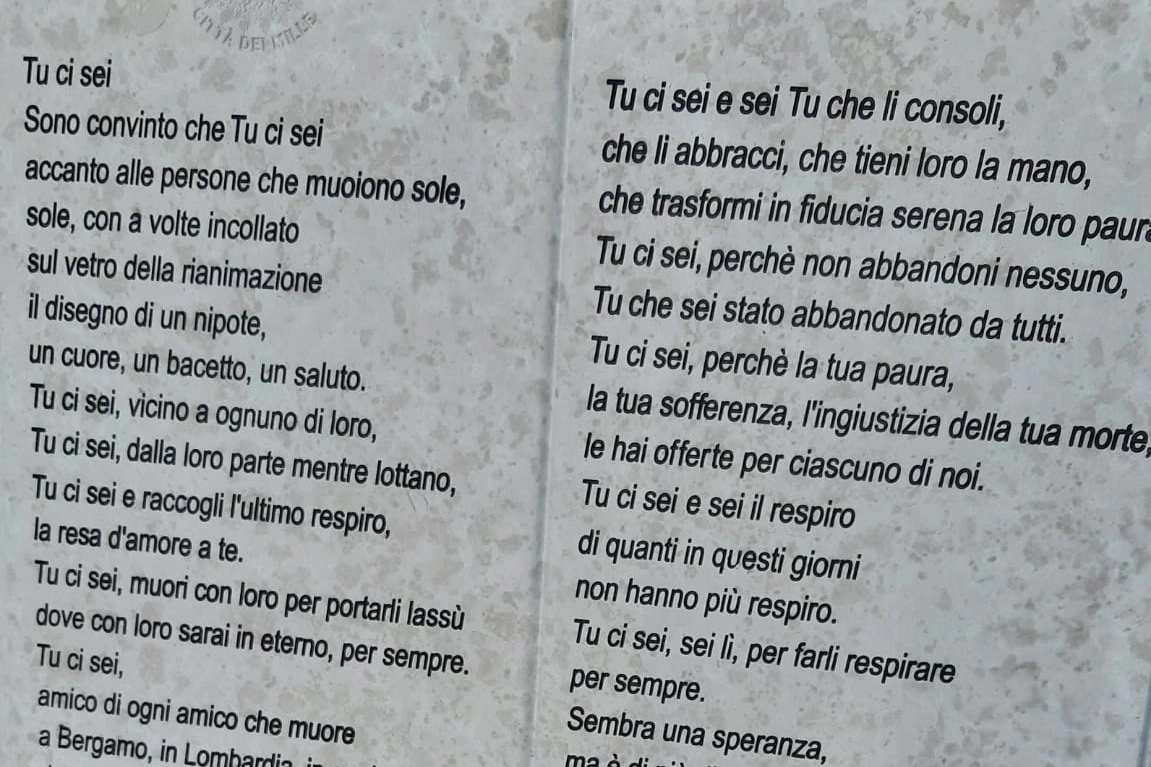 CITTÀ DEI MILLE
Tu ci sei
Sono convinto che Tu ci sei
accanto alle persone che muoiono sole,
sole, con a volte incollato
sul vetro della rianimazione
il disegno di un nipote,
un cuore, un bacetto, un saluto.
Tu ci sei, vicino a ognuno di loro,
Tu ci sei, dalla loro parte mentre lottano,
Tu ci sei e raccogli l'ultimo respiro,
la resa d'amore a te.
Tu ci sei, muori con loro per portarli lassù
dove con loro sarai in eterno, per sempre.
Tu ci sei,
amico di ogni amico che muore
a Bergamo, in Lombardia, in
Tu ci sei e sei Tu che li consoli,
che li abbracci, che tieni loro la mano,
che trasformi in fiducia serena la loro paura
Tu ci sei, perchè non abbandoni nessuno,
Tu che sei stato abbandonato da tutti.
Tu ci sei, perchè la tua paura,
la tua sofferenza, l'ingiustizia della tua morte,
le hai offerte per ciascuno di noi.
Tu ci sei e sei il respiro
di quanti in questi giorni
non hanno più respiro.
Tu ci sei, sei lì, per farli respirare
per sempre.
Sembra una speranza,
ma è di più